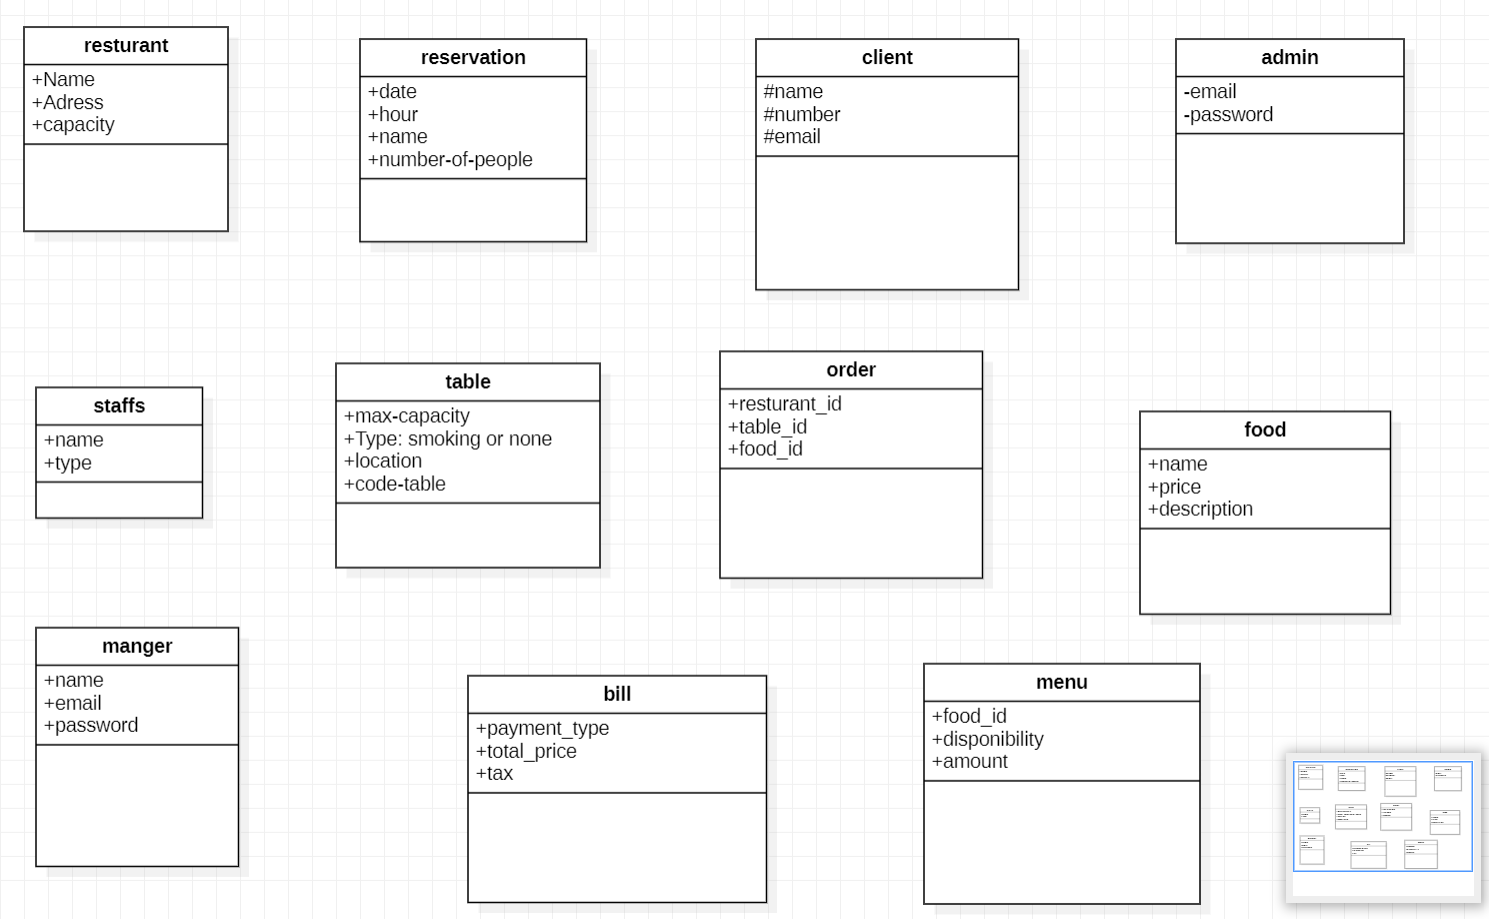 resturant
+Name
+Adress
+capacity
reservation
+date
+hour
+name
+number-of-people
client
#name
#number
#email
admin
-email
-password
staffs
+name
+type
table
+max-capacity
+Type: smoking or none
+location
+code-table
order
+resturant_id
+table_id
+food_id
food
+name
+price
+description
manger
+name
+email
+password
bill
+payment_type
+total_price
+tax
menu
+food_id
+disponibility
+amount